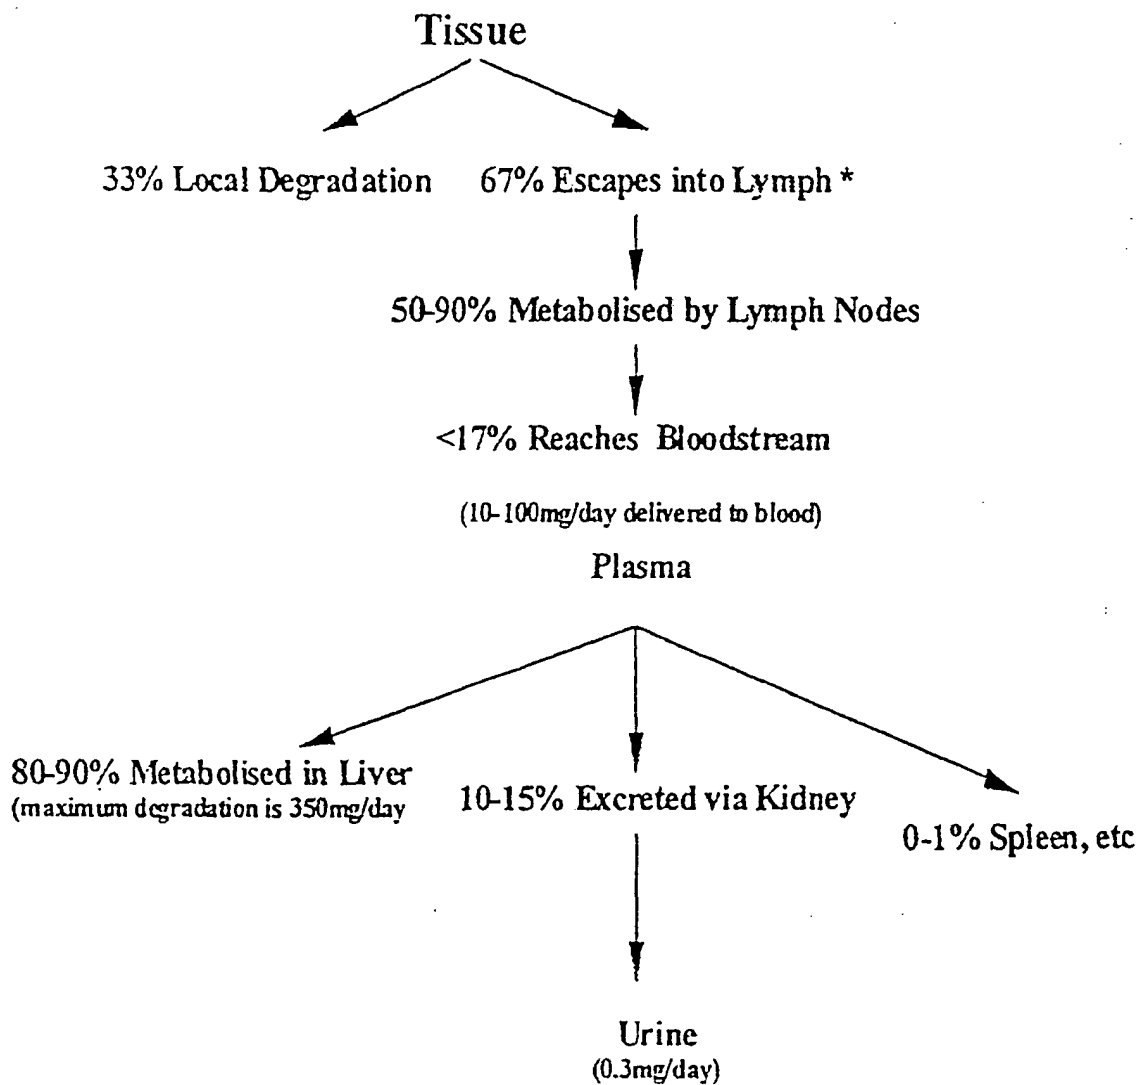 Tissue
33% Local Degradation
67% Escapes into Lymph *
50-90% Metabolised by Lymph Nodes
<17% Reaches Bloodstream
(10-100mg/day delivered to blood)
Plasma
80-90% Metabolised in Liver
(maximum degradation is 350mg/day
10-15% Excreted via Kidney
0-1% Spleen, etc
Urine
(0.3mg/day)